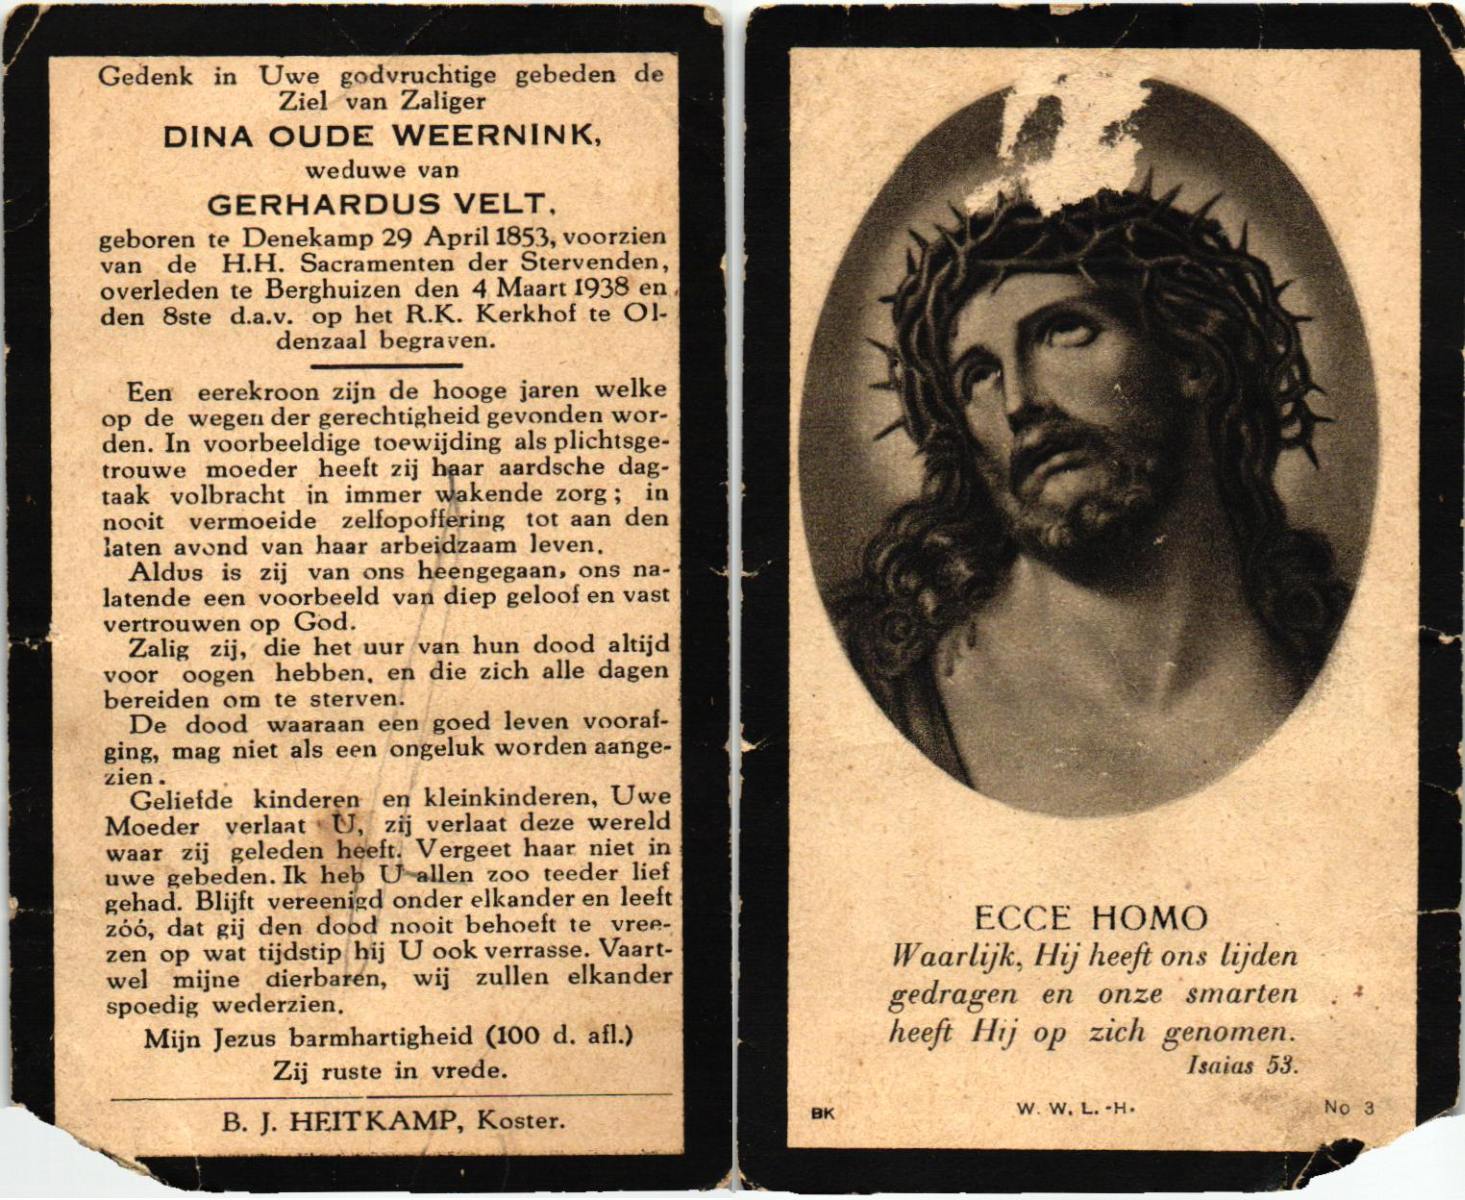 Gedenk in Uwe godvruchtige gebeden de
Ziel van Zaliger
DINA OUDE WEERNINK,
weduwe van
GERHARDUS VELT,
geboren te Denekamp 29 April 1853, voorzien
van de H.H. Sacramenten der Stervenden,
overleden te Berghuizen den 4 Maart 1938 en
den 8ste d.a.v. op het R.K. Kerkhof te Ol-
denzaal begraven.
Een eerekroon zijn de hooge jaren welke
op de wegen der gerechtigheid gevonden wor-
den. In voorbeeldige toewijding als plichtsge-
trouwe moeder heeft zij haar aardsche dag-
taak volbracht in immer wakende zorg; in
nooit vermoeide zelfopoffering tot aan den
laten avond van haar arbeidzaam leven.
Aldus is zij van ons heengegaan, ons na-
latende een voorbeeld van diep geloof en vast
vertrouwen op God.
Zalig zij, die het uur van hun dood altijd
voor oogen hebben, en die zich alle dagen
bereiden om te sterven.
De dood waaraan een goed leven vooraf-
ging, mag niet als een ongeluk worden aange-
zien.
Geliefde kinderen en kleinkinderen, Uwe
Moeder verlaat U, zij verlaat deze wereld
waar zij geleden heeft. Vergeet haar niet in
uwe gebeden. Ik heb U allen zoo teeder lief
gehad. Blijft vereenigd onder elkander en leeft
zóó, dat gij den dood nooit behoeft te vree-
zen op wat tijdstip hij U ook verrasse. Vaart-
wel mijne dierbaren, wij zullen elkander
spoedig wederzien.
Mijn Jezus barmhartigheid (100 d. afl.)
Zij ruste in vrede.
B. J. HEITKAMP, Koster.
ECCE HOMO
Waarlijk, Hij heeft ons lijden
gedragen en onze smarten
heeft Hij op zich genomen.
Isaias 53.
BK W. W. L. -H. No 3